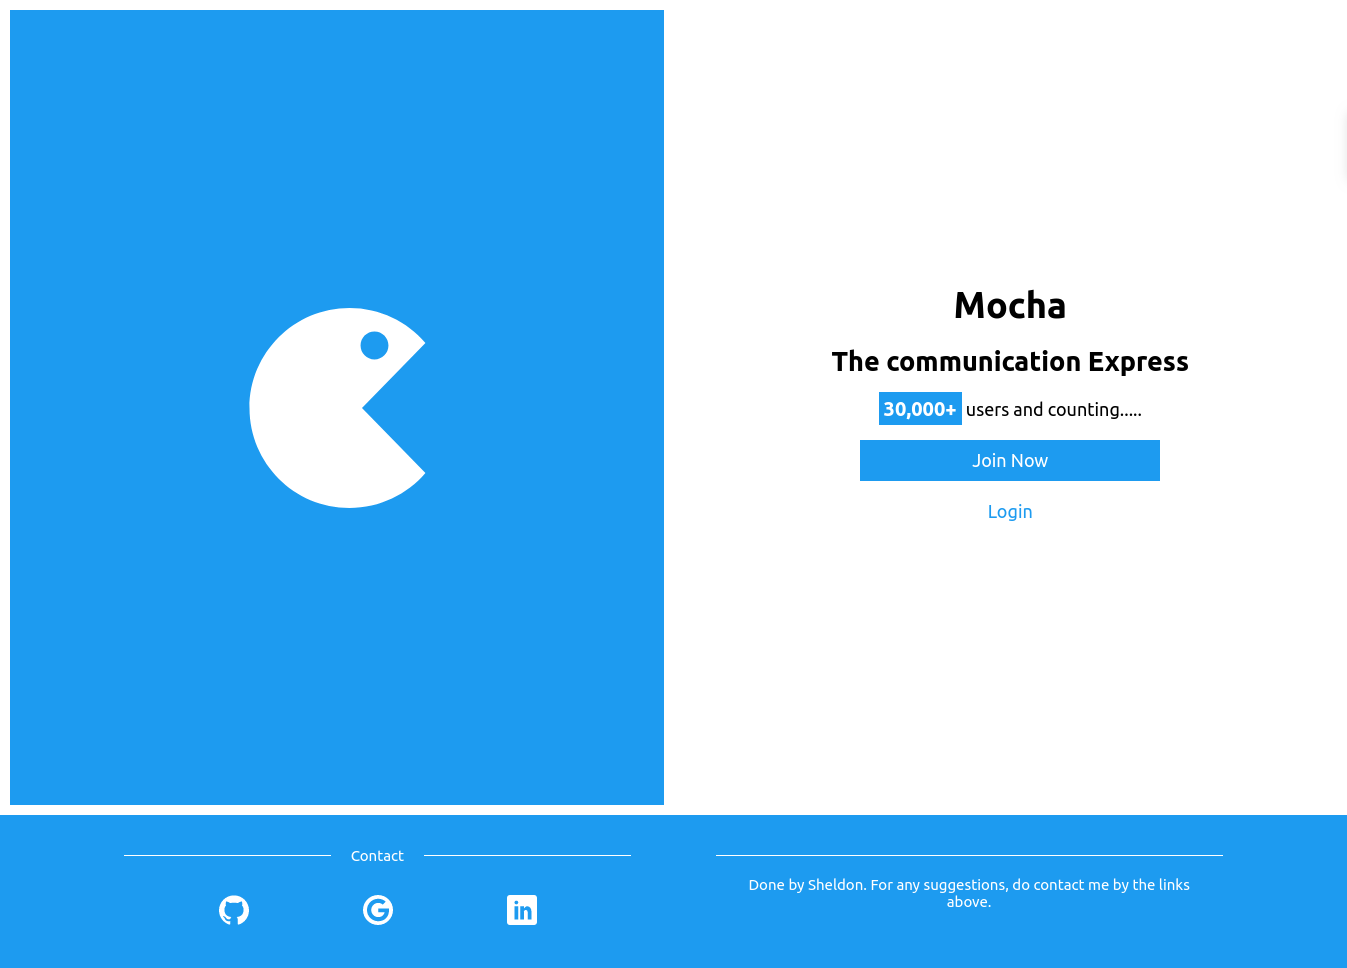 Mocha
The communication Express
30,000+ users and counting.....
Join Now
Login
Contact
Done by Sheldon. For any suggestions, do contact me by the links
above.